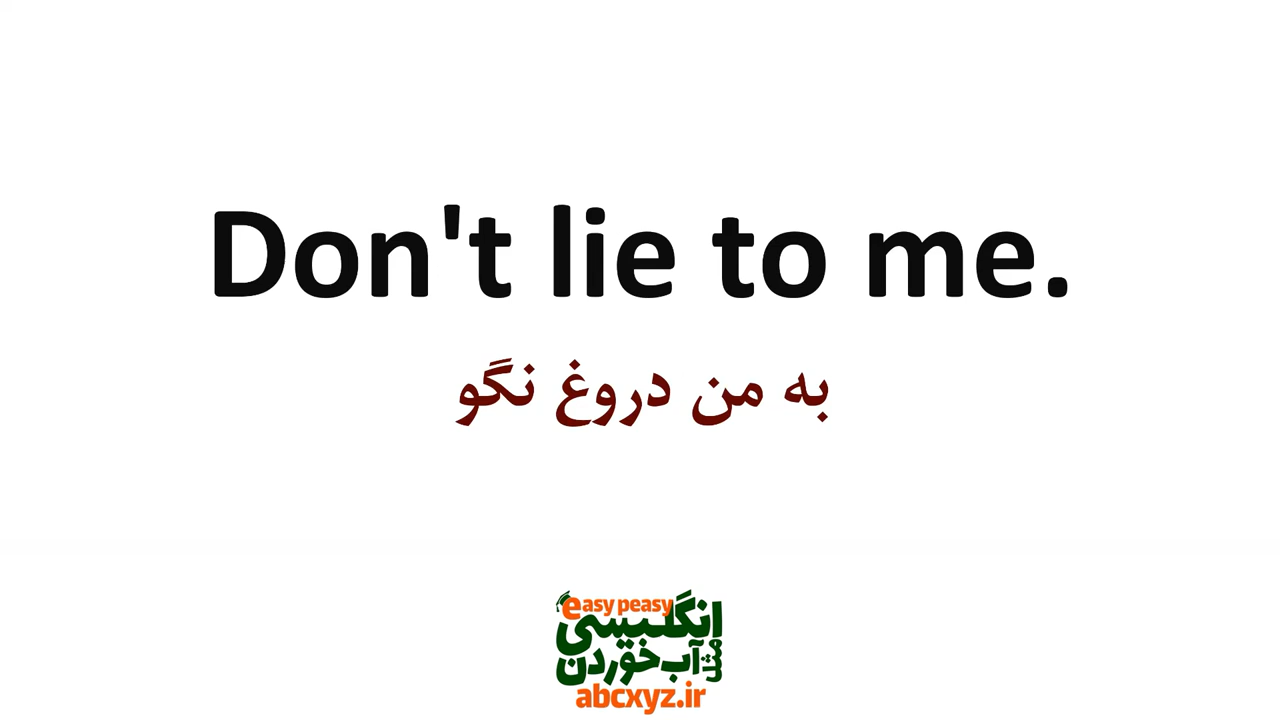 Don't lie to me.
به من دروغ نگو
easy peasy
انگلیسی
مثل آب خوردن
abcxyz.ir